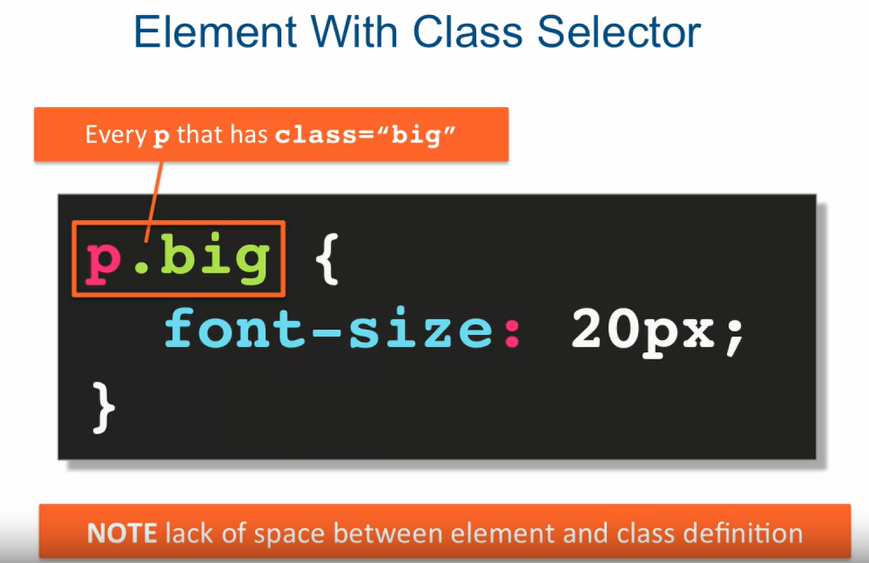 Element With Class Selector
Every p that has class=“big”
p.big {
font-size: 20px;
}
NOTE lack of space between element and class definition